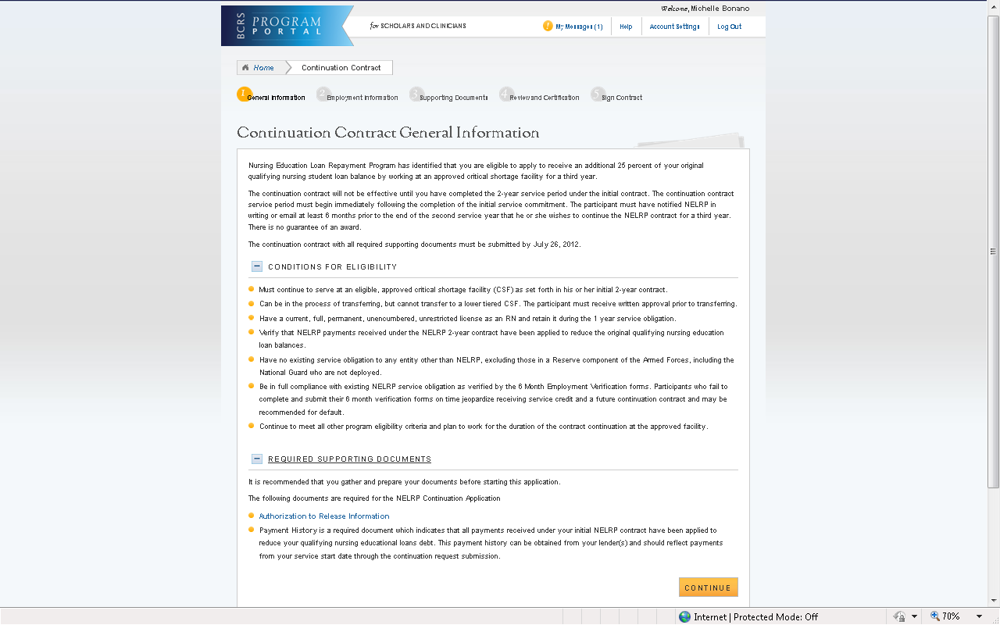 Welcome, Michelle Bonano
BCRS PROGRAM PORTAL
for SCHOLARS AND CLINICIANS
! My Messages (1) Help Account Settings Log Out
Home Continuation Contract
1 General Information 2 Employment Information 3 Supporting Documents 4 Review and Certification 5 Sign Contract
Continuation Contract General Information
Nursing Education Loan Repayment Program has identified that you are eligible to apply to receive an additional 25 percent of your original
qualifying nursing student loan balance by working at an approved critical shortage facility for a third year.
The continuation contract will not be effective until you have completed the 2-year service period under the initial contract. The continuation contract
service period must begin immediately following the completion of the initial service commitment. The participant must have notified NELRP in
writing or email at least 6 months prior to the end of the second service year that he or she wishes to continue the NELRP contract for a third year.
There is no guarantee of an award.
The continuation contract with all required supporting documents must be submitted by July 26, 2012.
CONDITIONS FOR ELIGIBILITY
Must continue to serve at an eligible, approved critical shortage facility (CSF) as set forth in his or her initial 2-year contract.
Can be in the process of transferring, but cannot transfer to a lower tiered CSF. The participant must receive written approval prior to transferring.
Have a current, full, permanent, unencumbered, unrestricted license as an RN and retain it during the 1 year service obligation.
Verify that NELRP payments received under the NELRP 2-year contract have been applied to reduce the original qualifying nursing education
loan balances.
Have no existing service obligation to any entity other than NELRP, excluding those in a Reserve component of the Armed Forces, including the
National Guard who are not deployed.
Be in full compliance with existing NELRP service obligation as verified by the 6 Month Employment Verification forms. Participants who fail to
complete and submit their 6 month verification forms on time jeopardize receiving service credit and a future continuation contract and may be
recommended for default.
Continue to meet all other program eligibility criteria and plan to work for the duration of the contract continuation at the approved facility.
REQUIRED SUPPORTING DOCUMENTS
It is recommended that you gather and prepare your documents before starting this application.
The following documents are required for the NELRP Continuation Application
Authorization to Release Information
Payment History is a required document which indicates that all payments received under your initial NELRP contract have been applied to
reduce your qualifying nursing educational loans debt. This payment history can be obtained from your lender(s) and should reflect payments
from your service start date through the continuation request submission.
CONTINUE
Internet | Protected Mode: Off 70%